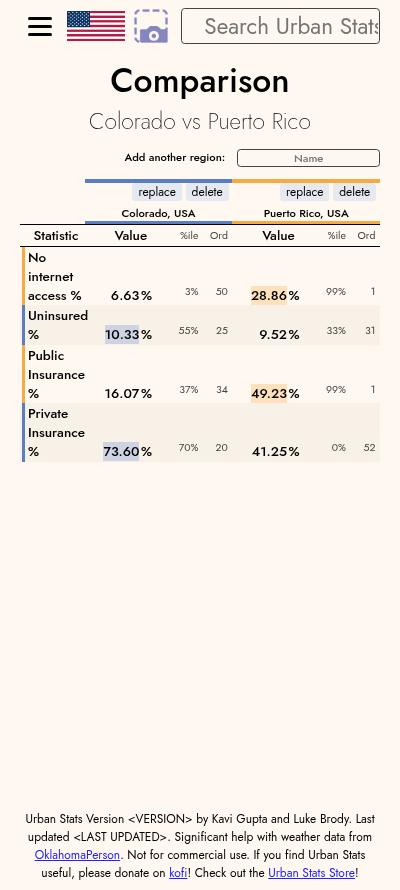 Search Urban Stats
Comparison
Colorado vs Puerto Rico
Add another region: Name
replace delete replace delete
Colorado, USA Puerto Rico, USA
Statistic Value %ile Ord Value %ile Ord
No
internet
access % 6.63% 3% 50 28.86% 99% 1
Uninsured
% 10.33% 55% 25 9.52% 33% 31
Public
Insurance
% 16.07% 37% 34 49.23% 99% 1
Private
Insurance
% 73.60% 70% 20 41.25% 0% 52
Urban Stats Version <VERSION> by Kavi Gupta and Luke Brody. Last
updated <LAST UPDATED>. Significant help with weather data from
OklahomaPerson. Not for commercial use. If you find Urban Stats
useful, please donate on kofi! Check out the Urban Stats Store!